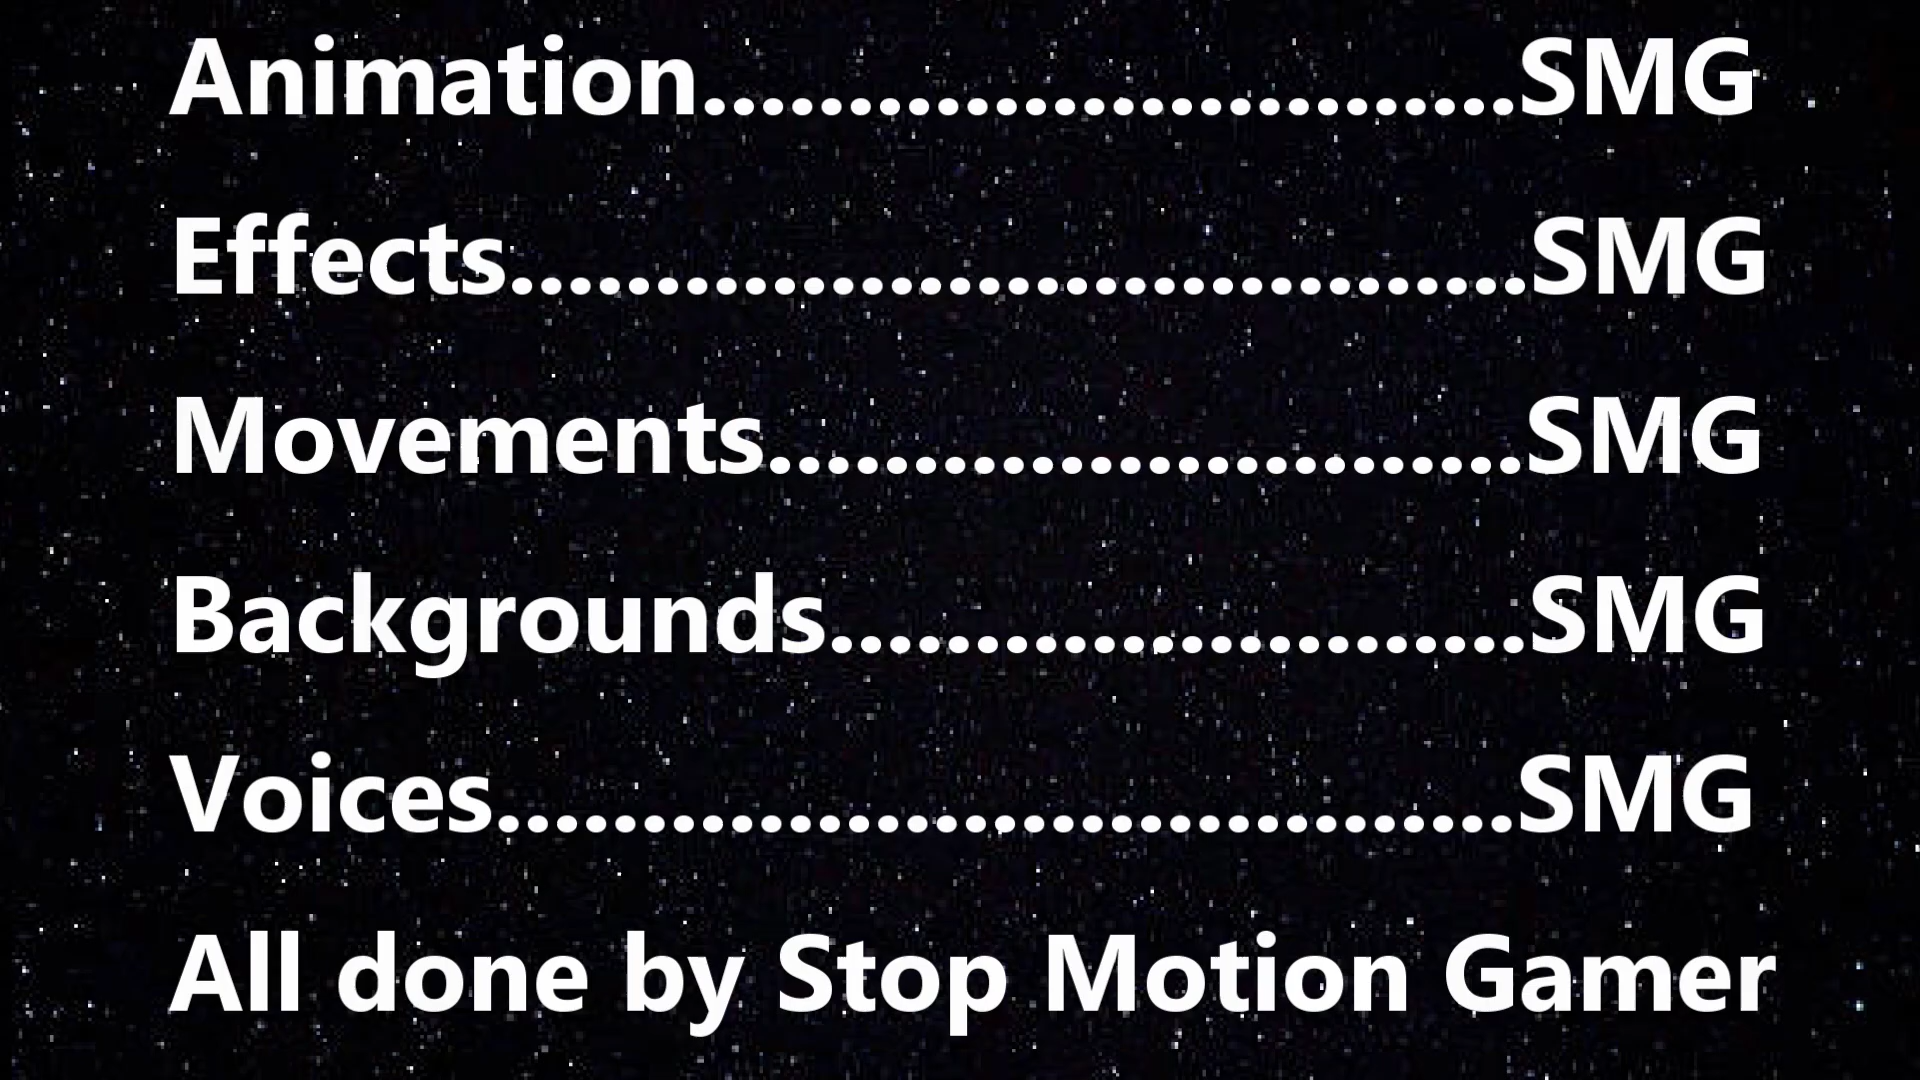 Animation............................SMG
Effects...................................SMG
Movements..........................SMG
Backgrounds........................SMG
Voices...................................SMG
All done by Stop Motion Gamer